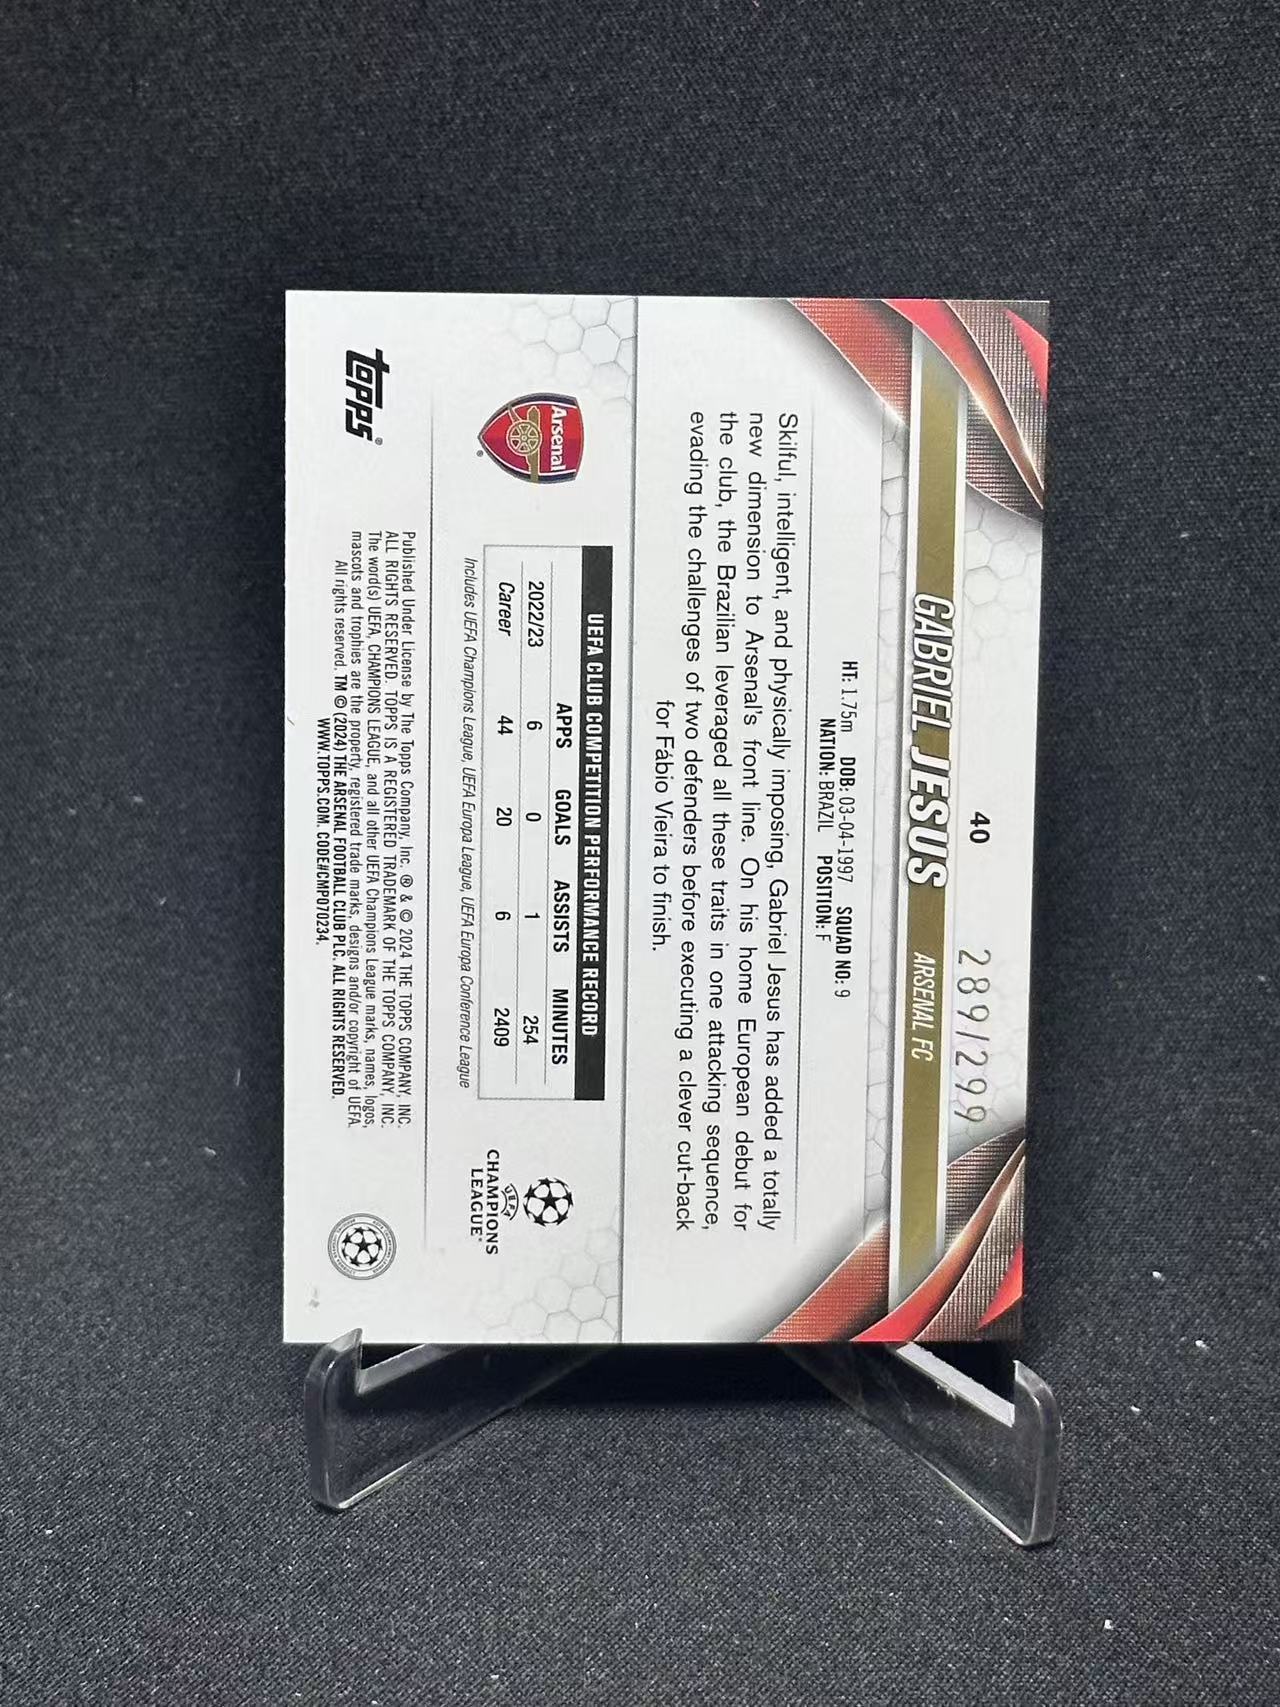 40
289/299
GABRIEL JESUS ARSENAL FC
HT: 1.75m DOB: 03-04-1997 SQUAD NO: 9
NATION: BRAZIL POSITION: F
Skilful, intelligent, and physically imposing, Gabriel Jesus has added a totally
new dimension to Arsenal's front line. On his home European debut for
the club, the Brazilian leveraged all these traits in one attacking sequence,
evading the challenges of two defenders before executing a clever cut-back
for Fábio Vieira to finish.
Arsenal
®
UEFA CLUB COMPETITION PERFORMANCE RECORD
APPS GOALS ASSISTS MINUTES
2022/23 6 0 1 254
Career 44 20 6 2409
Includes UEFA Champions League, UEFA Europa League, UEFA Europa Conference League
UEFA
CHAMPIONS
LEAGUE®
topps®
Published Under License by The Topps Company, Inc. ® & © 2024 THE TOPPS COMPANY, INC.
ALL RIGHTS RESERVED. TOPPS IS A REGISTERED TRADEMARK OF THE TOPPS COMPANY, INC.
The word(s) UEFA, CHAMPIONS LEAGUE, and all other UEFA Champions League marks, names, logos,
mascots and trophies are the property, registered trade marks, designs and/or copyright of UEFA.
All rights reserved. TM © (2024) THE ARSENAL FOOTBALL CLUB PLC. ALL RIGHTS RESERVED.
WWW.TOPPS.COM. CODE#CMP070234.